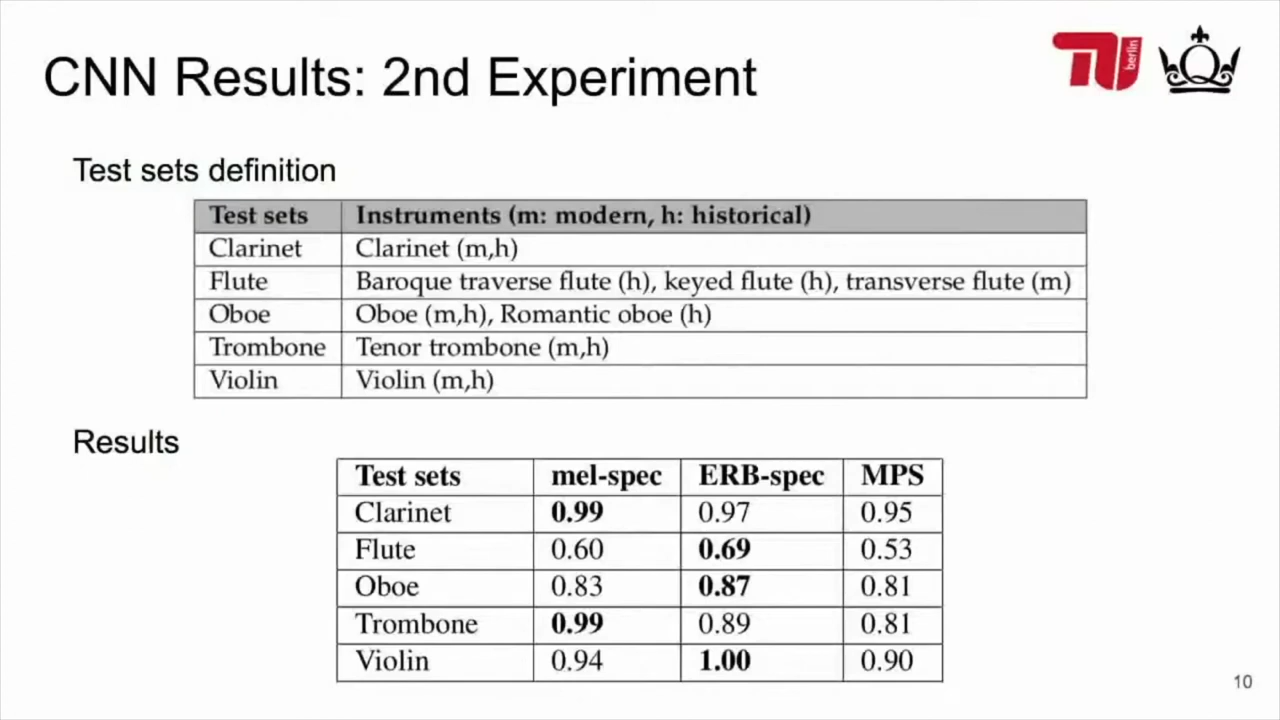 CNN Results: 2nd Experiment
berlin
Test sets definition
Test sets Instruments (m: modern, h: historical)
Clarinet Clarinet (m,h)
Flute Baroque traverse flute (h), keyed flute (h), transverse flute (m)
Oboe Oboe (m,h), Romantic oboe (h)
Trombone Tenor trombone (m,h)
Violin Violin (m,h)
Results
Test sets mel-spec ERB-spec MPS
Clarinet 0.99 0.97 0.95
Flute 0.60 0.69 0.53
Oboe 0.83 0.87 0.81
Trombone 0.99 0.89 0.81
Violin 0.94 1.00 0.90
10